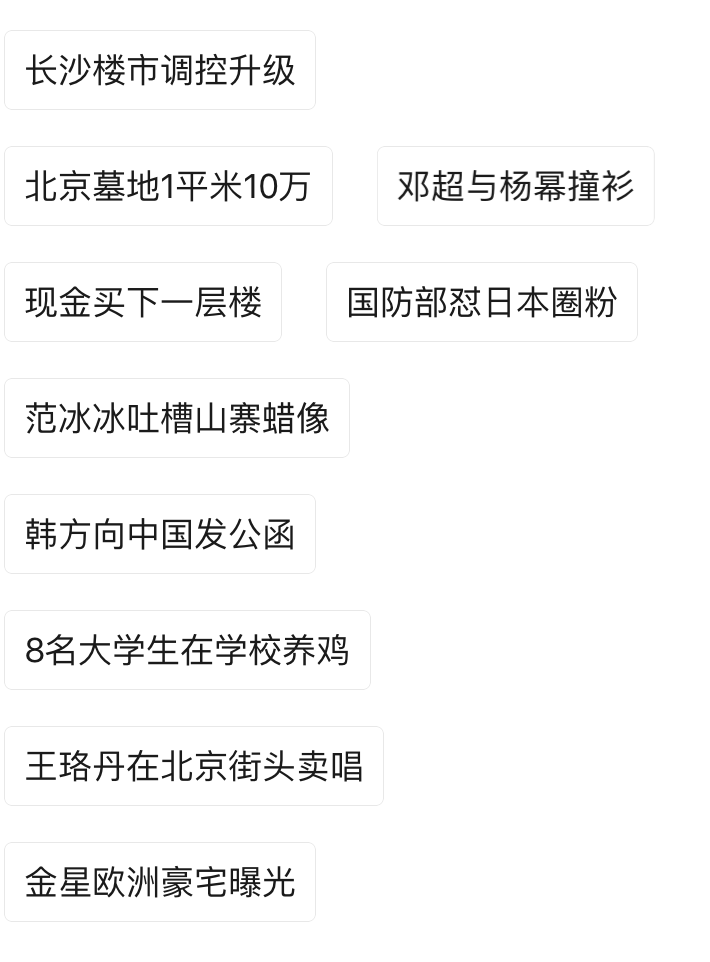 长沙楼市调控升级
北京墓地1平米10万
邓超与杨幂撞衫
现金买下一层楼
国防部怼日本圈粉
范冰冰吐槽山寨蜡像
韩方向中国发公函
8名大学生在学校养鸡
王珞丹在北京街头卖唱
金星欧洲豪宅曝光